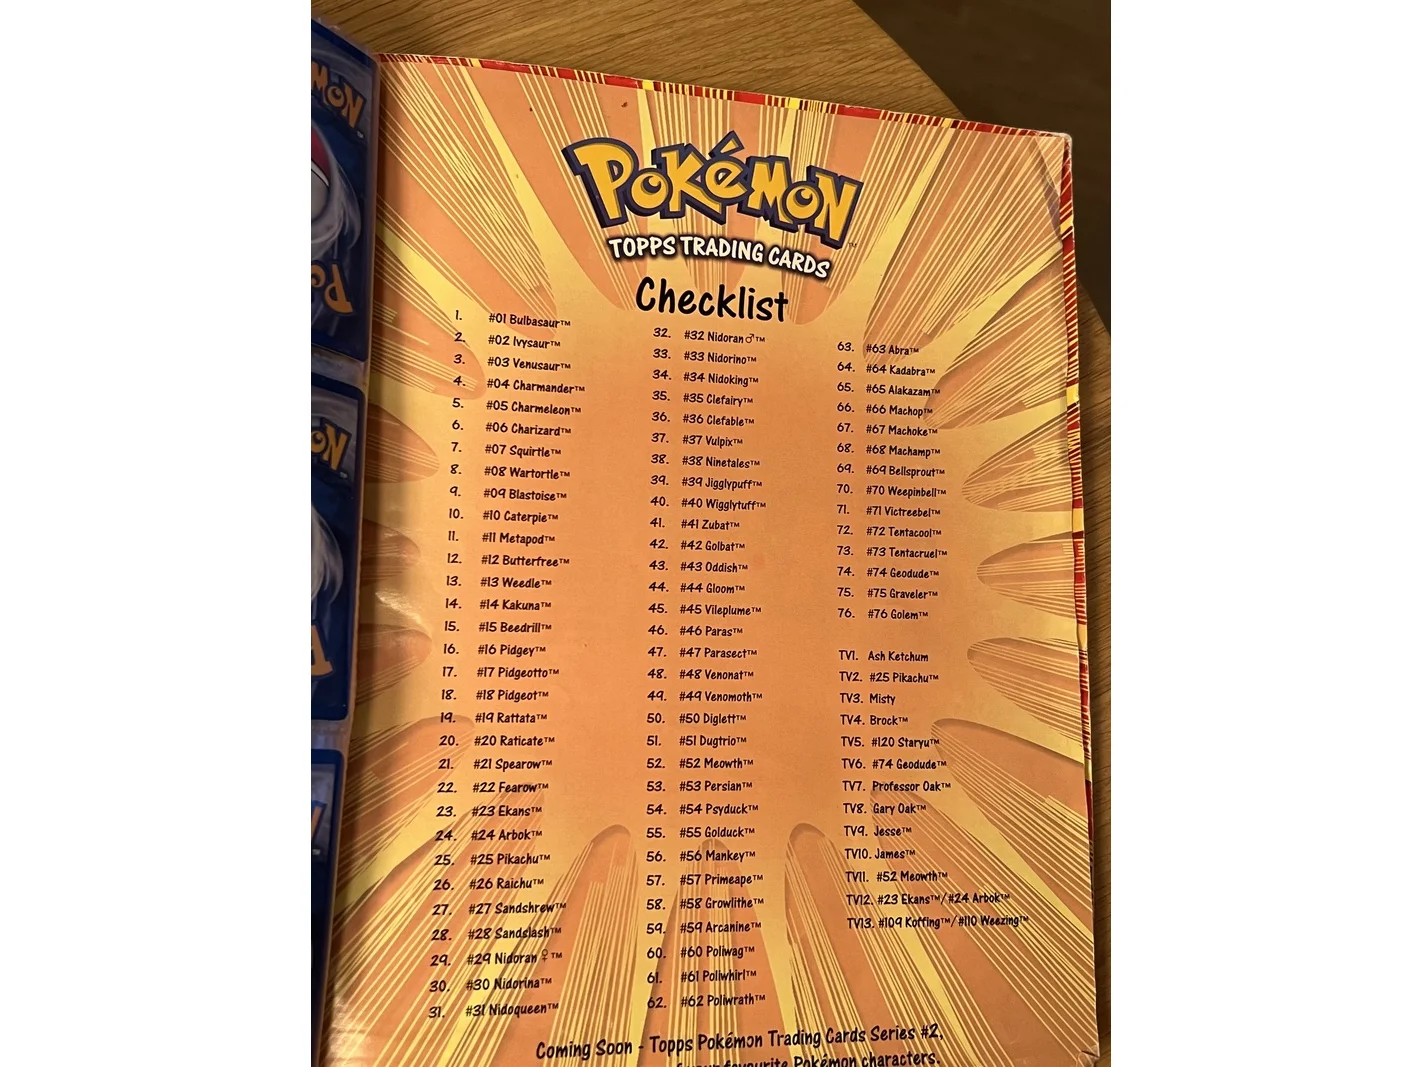 MON
Po
ON
POKéMON™
TOPPS TRADING CARDS
Checklist
1. #01 Bulbasaur™
2. #02 Ivysaur™
3. #03 Venusaur™
4. #04 Charmander™
5. #05 Charmeleon™
6. #06 Charizard™
7. #07 Squirtle™
8. #08 Wartortle™
9. #09 Blastoise™
10. #10 Caterpie™
11. #11 Metapod™
12. #12 Butterfree™
13. #13 Weedle™
14. #14 Kakuna™
15. #15 Beedrill™
16. #16 Pidgey™
17. #17 Pidgeotto™
18. #18 Pidgeot™
19. #19 Rattata™
20. #20 Raticate™
21. #21 Spearow™
22. #22 Fearow™
23. #23 Ekans™
24. #24 Arbok™
25. #25 Pikachu™
26. #26 Raichu™
27. #27 Sandshrew™
28. #28 Sandslash™
29. #29 Nidoran ♀™
30. #30 Nidorina™
31. #31 Nidoqueen™
32. #32 Nidoran ♂™
33. #33 Nidorino™
34. #34 Nidoking™
35. #35 Clefairy™
36. #36 Clefable™
37. #37 Vulpix™
38. #38 Ninetales™
39. #39 Jigglypuff™
40. #40 Wigglytuff™
41. #41 Zubat™
42. #42 Golbat™
43. #43 Oddish™
44. #44 Gloom™
45. #45 Vileplume™
46. #46 Paras™
47. #47 Parasect™
48. #48 Venonat™
49. #49 Venomoth™
50. #50 Diglett™
51. #51 Dugtrio™
52. #52 Meowth™
53. #53 Persian™
54. #54 Psyduck™
55. #55 Golduck™
56. #56 Mankey™
57. #57 Primeape™
58. #58 Growlithe™
59. #59 Arcanine™
60. #60 Poliwag™
61. #61 Poliwhirl™
62. #62 Poliwrath™
63. #63 Abra™
64. #64 Kadabra™
65. #65 Alakazam™
66. #66 Machop™
67. #67 Machoke™
68. #68 Machamp™
69. #69 Bellsprout™
70. #70 Weepinbell™
71. #71 Victreebel™
72. #72 Tentacool™
73. #73 Tentacruel™
74. #74 Geodude™
75. #75 Graveler™
76. #76 Golem™
TV1. Ash Ketchum
TV2. #25 Pikachu™
TV3. Misty
TV4. Brock™
TV5. #120 Staryu™
TV6. #74 Geodude™
TV7. Professor Oak™
TV8. Gary Oak™
TV9. Jesse™
TV10. James™
TV11. #52 Meowth™
TV12. #23 Ekans™/#24 Arbok™
TV13. #109 Koffing™/#110 Weezing™
Coming Soon - Topps Pokémon Trading Cards Series #2,
favourite Pokémon characters.